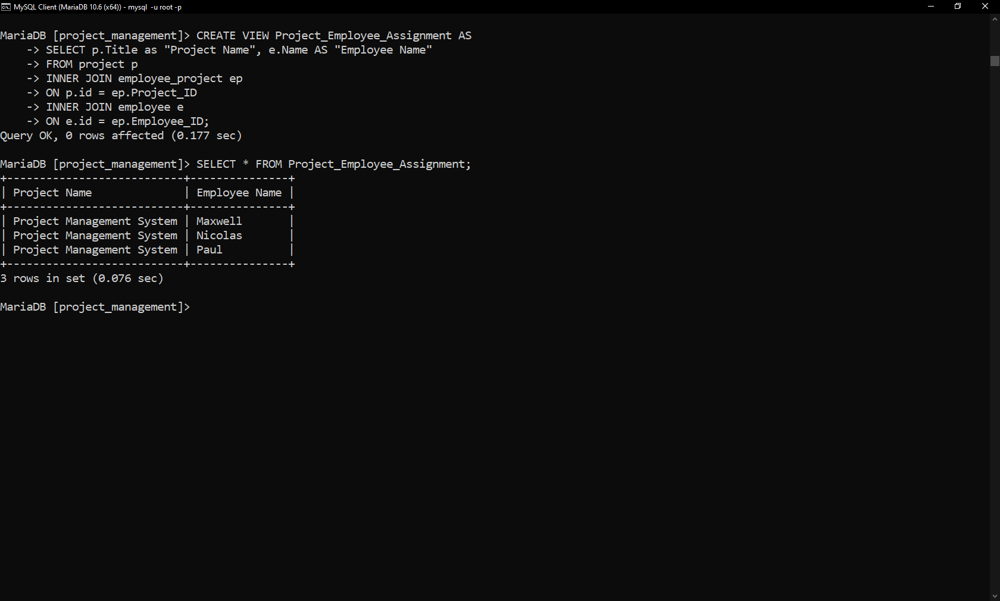 MySQL Client (MariaDB 10.6 (x64)) - mysql  -u root -p
MariaDB [project_management]> CREATE VIEW Project_Employee_Assignment AS
    -> SELECT p.Title as "Project Name", e.Name AS "Employee Name"
    -> FROM project p
    -> INNER JOIN employee_project ep
    -> ON p.id = ep.Project_ID
    -> INNER JOIN employee e
    -> ON e.id = ep.Employee_ID;
Query OK, 0 rows affected (0.177 sec)
MariaDB [project_management]> SELECT * FROM Project_Employee_Assignment;
+---------------------------+---------------+
| Project Name              | Employee Name |
+---------------------------+---------------+
| Project Management System | Maxwell       |
| Project Management System | Nicolas       |
| Project Management System | Paul          |
+---------------------------+---------------+
3 rows in set (0.076 sec)
MariaDB [project_management]>